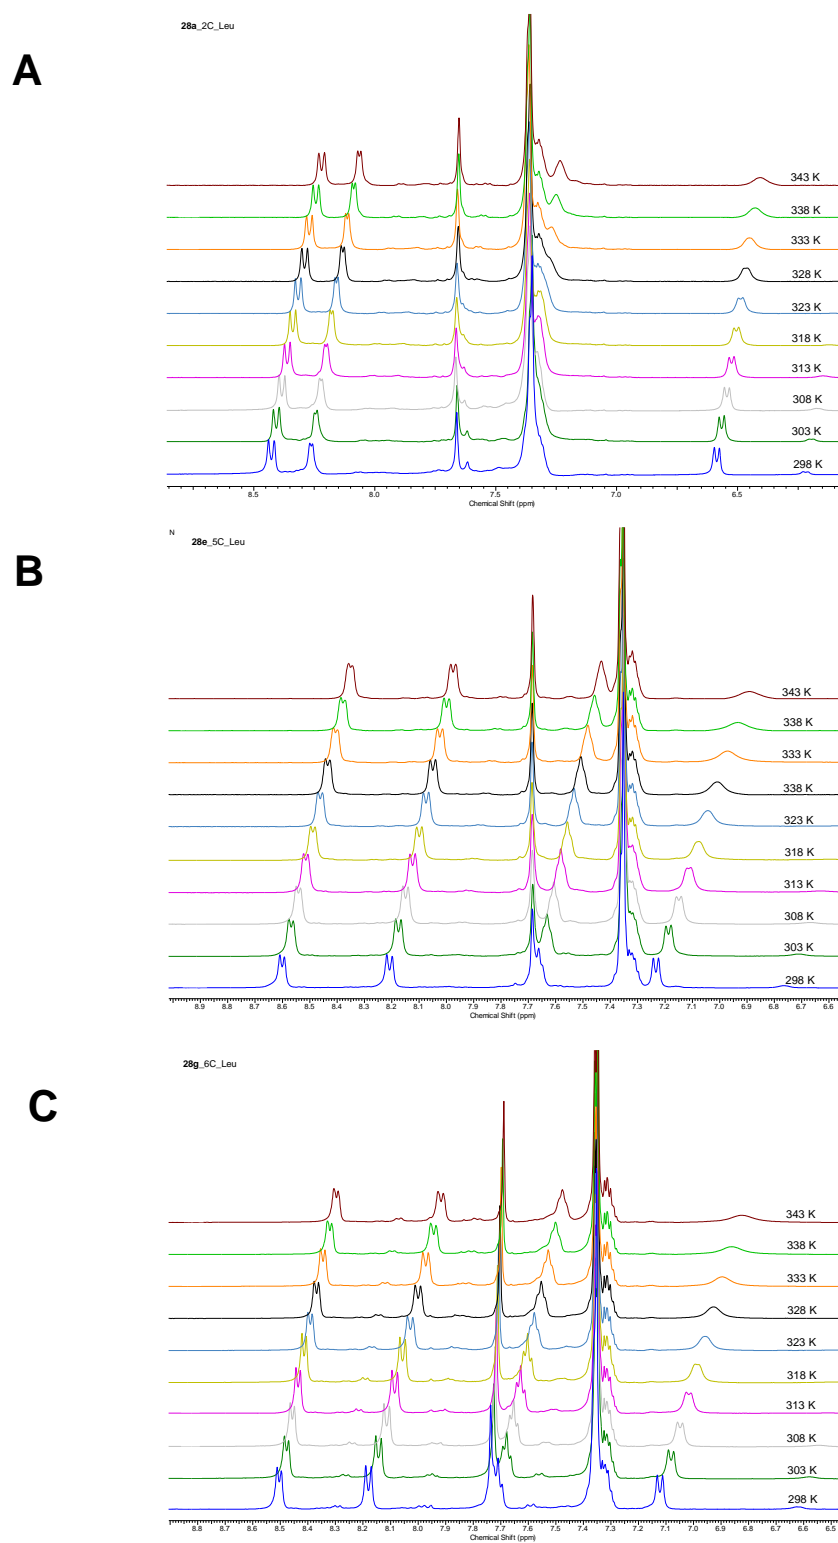 28a_2C_Leu
A
343 K
338 K
333 K
328 K
323 K
318 K
313 K
308 K
303 K
298 K
8.5 8.0 7.5 7.0 6.5
Chemical Shift (ppm)
N
28e_5C_Leu
B
343 K
338 K
333 K
338 K
323 K
318 K
313 K
308 K
303 K
298 K
8.9 8.8 8.7 8.6 8.5 8.4 8.3 8.2 8.1 8.0 7.9 7.8 7.7 7.6 7.5 7.4 7.3 7.2 7.1 7.0 6.9 6.8 6.7 6.6
Chemical Shift (ppm)
28g_6C_Leu
C
343 K
338 K
333 K
328 K
323 K
318 K
313 K
308 K
303 K
298 K
8.8 8.7 8.6 8.5 8.4 8.3 8.2 8.1 8.0 7.9 7.8 7.7 7.6 7.5 7.4 7.3 7.2 7.1 7.0 6.9 6.8 6.7 6.6 6.5
Chemical Shift (ppm)